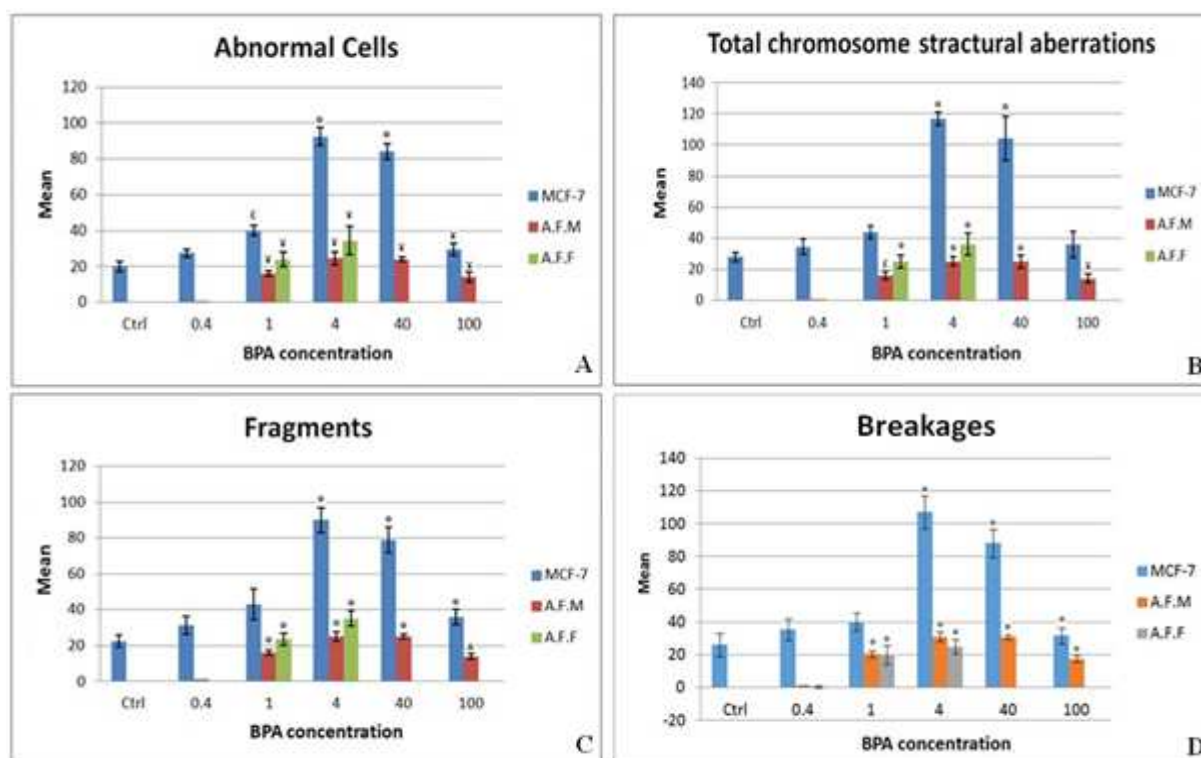 Abnormal Cells
120
100
80
60
40
20
0
Mean
* *
£ ¥ ¥ ¥ ¥ ¥ ¥ ¥
Ctrl 0.4 1 4 40 100
BPA concentration
MCF-7
A.F.M
A.F.F
A
Total chromosome stractural aberrations
140
120
100
80
60
40
20
0
Mean
Ctrl 0.4 1 4 40 100
BPA concentration
MCF-7
A.F.M
A.F.F
B
Fragments
120
100
80
60
40
20
0
Mean
Ctrl 0.4 1 4 40 100
BPA concentration
MCF-7
A.F.M
A.F.F
C
Breakages
140
120
100
80
60
40
20
0
-20
Mean
Ctrl 0.4 1 4 40 100
BPA concentration
MCF-7
A.F.M
A.F.F
D